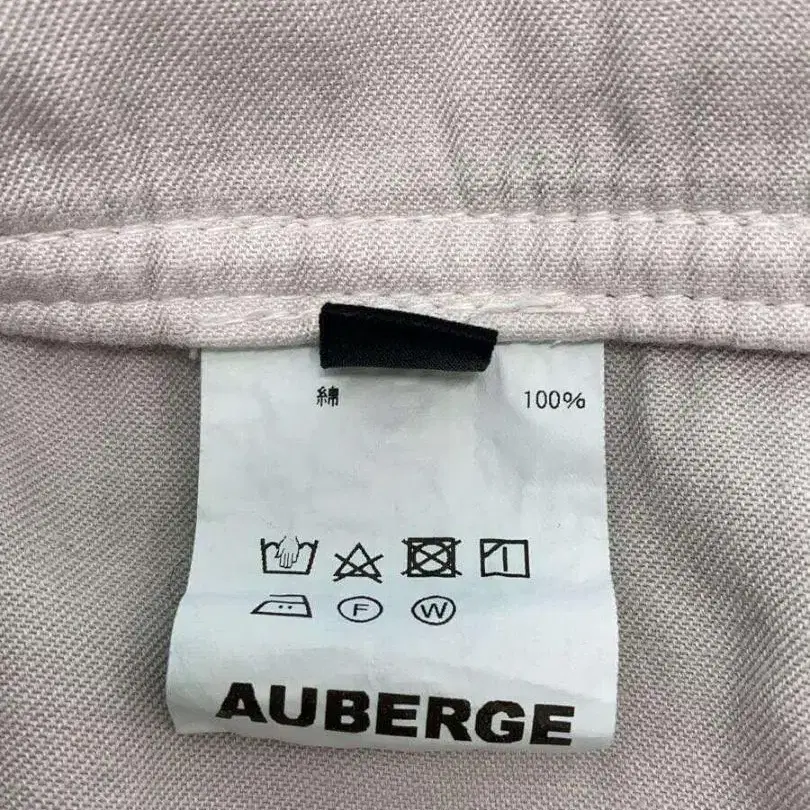 綿 100%
F W
AUBERGE